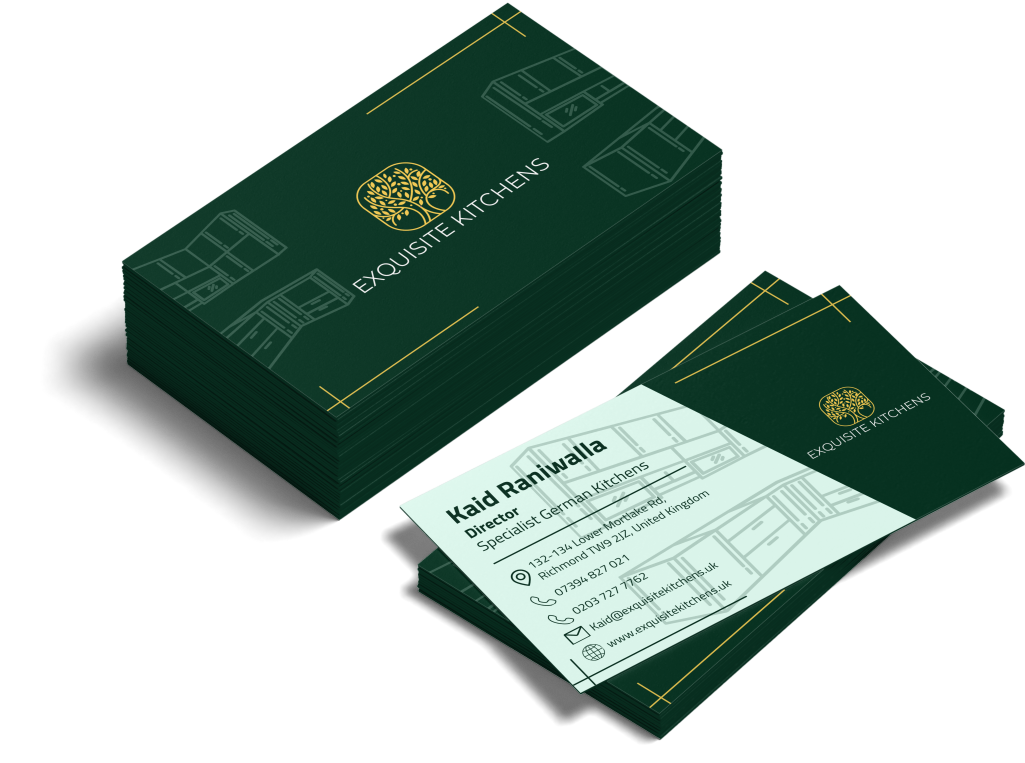 EXQUISITE KITCHENS
EXQUISITE KITCHENS
Kaid Raniwalla
Director
Specialist German Kitchens
132-134 Lower Mortlake Rd,
Richmond TW9 2JZ, United Kingdom
07394 827 021
0203 727 7762
Kaid@exquisitekitchens.uk
www.exquisitekitchens.uk